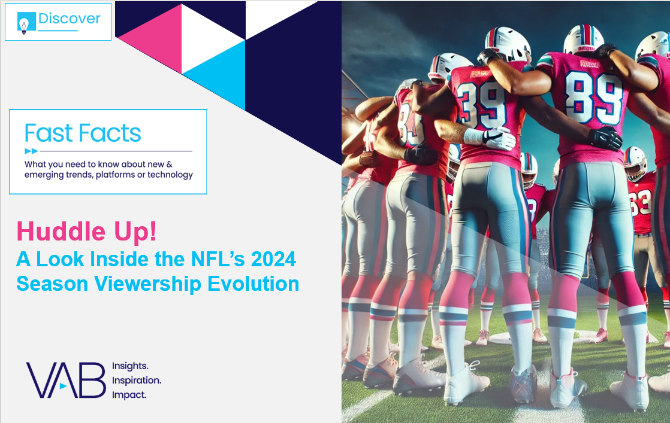 Discover
Fast Facts
What you need to know about new &
emerging trends, platforms or technology
Huddle Up!
A Look Inside the NFL's 2024
Season Viewership Evolution
VAB
Insights.
Inspiration.
Impact.
39
89
83
63